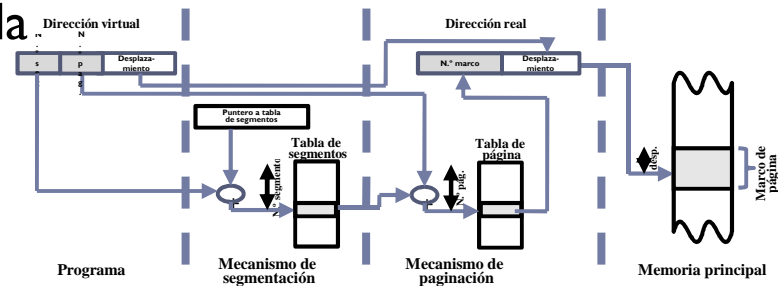 la
Dirección virtual
Dirección real
Desplaza-
miento
N.º marco
Desplaza-
miento
Puntero a tabla
de segmentos
Tabla de
segmentos
Tabla de
página
N.º segmento
N.º pág.
desp.
Marco de
página
Programa
Mecanismo de
segmentación
Mecanismo de
paginación
Memoria principal